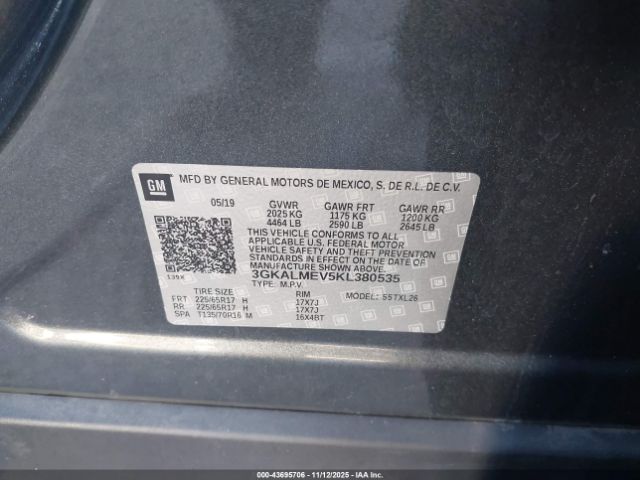 GM
MFD BY GENERAL MOTORS DE MEXICO, S. DE R.L. DE C.V.
05/19 GVWR GAWR FRT GAWR RR
2025 KG 1175 KG 1200 KG
4464 LB 2590 LB 2645 LB
THIS VEHICLE CONFORMS TO ALL
APPLICABLE U.S. FEDERAL MOTOR
VEHICLE SAFETY AND THEFT PREVENTION
STANDARDS IN EFFECT ON THE DATE OF
MANUFACTURE SHOWN ABOVE.
139X 3GKALMEV5KL380535
TYPE: M.P.V. MODEL: 55TXL26
TIRE SIZE RIM
FRT 225/65R17 H 17X7J
RR 225/65R17 H 17X7J
SPA T135/70R16 M 16X4BT
000-43695706 - 11/12/2025 - IAA Inc.